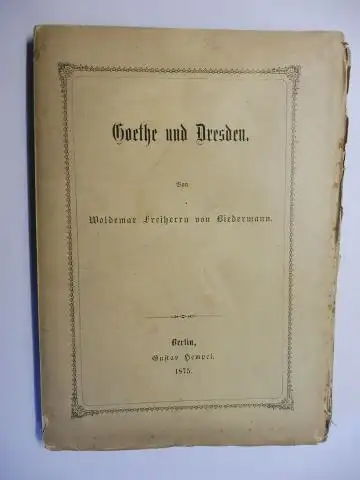 Goethe und Dresden.
Von
Woldemar Freiherrn von Biedermann.
Berlin,
Gustav Hempel.
1875.